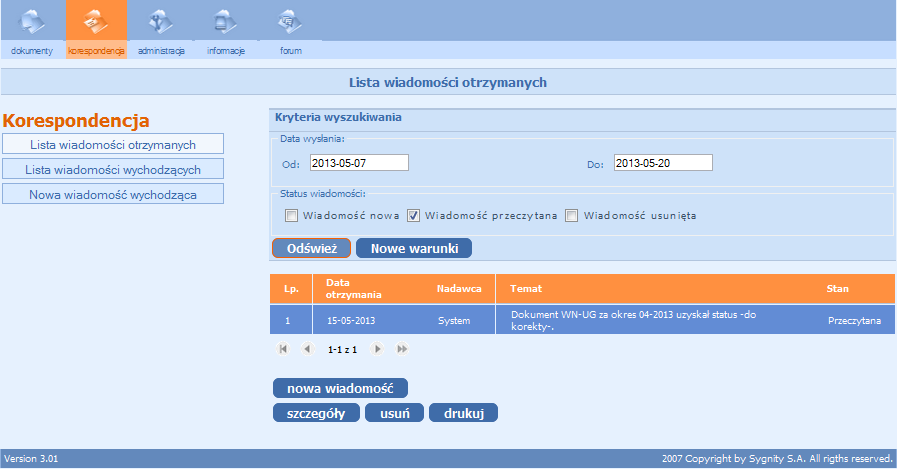 dokumenty korespondencja administracja informacje forum
Lista wiadomości otrzymanych
Korespondencja
Lista wiadomości otrzymanych
Lista wiadomości wychodzących
Nowa wiadomość wychodząca
Kryteria wyszukiwania
Data wysłania:
Od: 2013-05-07 Do: 2013-05-20
Status wiadomości:
Wiadomość nowa Wiadomość przeczytana Wiadomość usunięta
Odśwież Nowe warunki
Lp. Data otrzymania Nadawca Temat Stan
1 15-05-2013 System Dokument WN-UG za okres 04-2013 uzyskał status -do korekty-. Przeczytana
1-1 z 1
nowa wiadomość
szczegóły usuń drukuj
Version 3.01 2007 Copyright by Sygnity S.A. All rigths reserved.